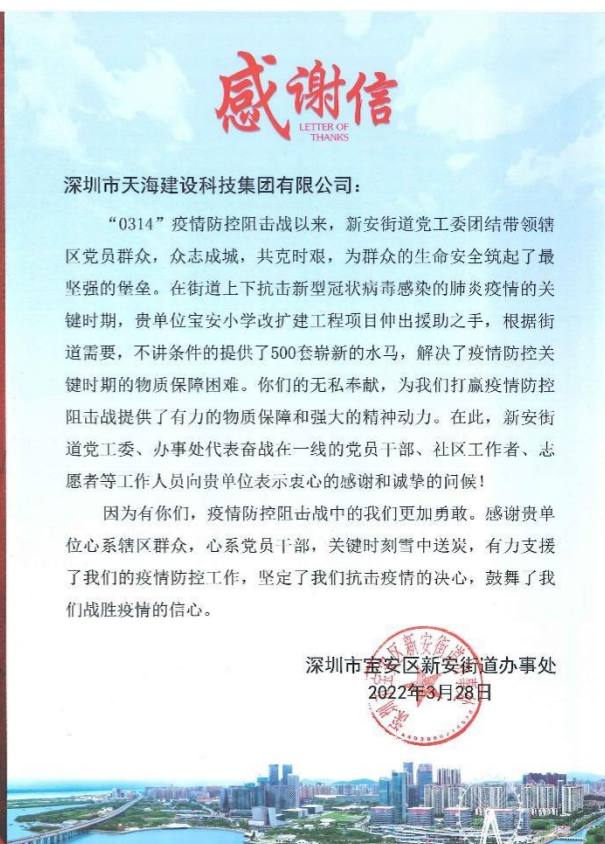 感谢信
LETTER OF
THANKS
深圳市天海建设科技集团有限公司：
“0314”疫情防控阻击战以来，新安街道党工委团结带领辖
区党员群众，众志成城，共克时艰，为群众的生命安全筑起了最
坚强的堡垒。在街道上下抗击新型冠状病毒感染的肺炎疫情的关
键时期，贵单位宝安小学改扩建工程项目伸出援助之手，根据街
道需要，不讲条件的提供了500套崭新的水马，解决了疫情防控关
键时期的物质保障困难。你们的无私奉献，为我们打赢疫情防控
阻击战提供了有力的物质保障和强大的精神动力。在此，新安街
道党工委、办事处代表奋战在一线的党员干部、社区工作者、志
愿者等工作人员向贵单位表示衷心的感谢和诚挚的问候！
因为有你们，疫情防控阻击战中的我们更加勇敢。感谢贵单
位心系辖区群众，心系党员干部，关键时刻雪中送炭，有力支援
了我们的疫情防控工作，坚定了我们抗击疫情的决心，鼓舞了我
们战胜疫情的信心。
深圳市宝安区新安街道办事处
2022年3月28日